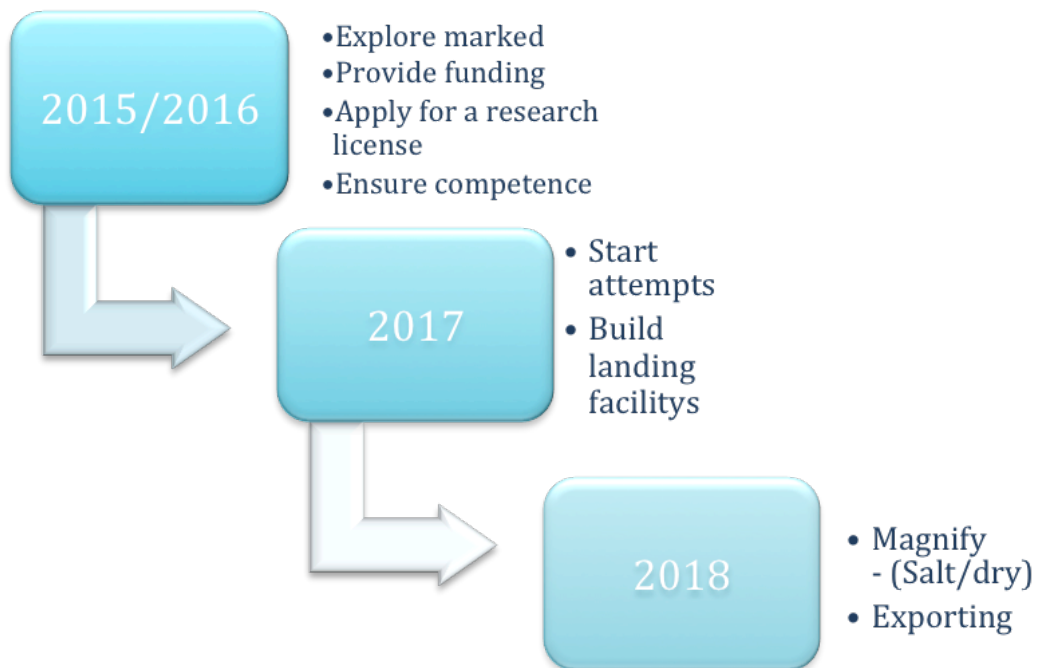 2015/2016
•Explore marked
•Provide funding
•Apply for a research
license
•Ensure competence
2017
• Start
attempts
• Build
landing
facilitys
2018
• Magnify
- (Salt/dry)
• Exporting